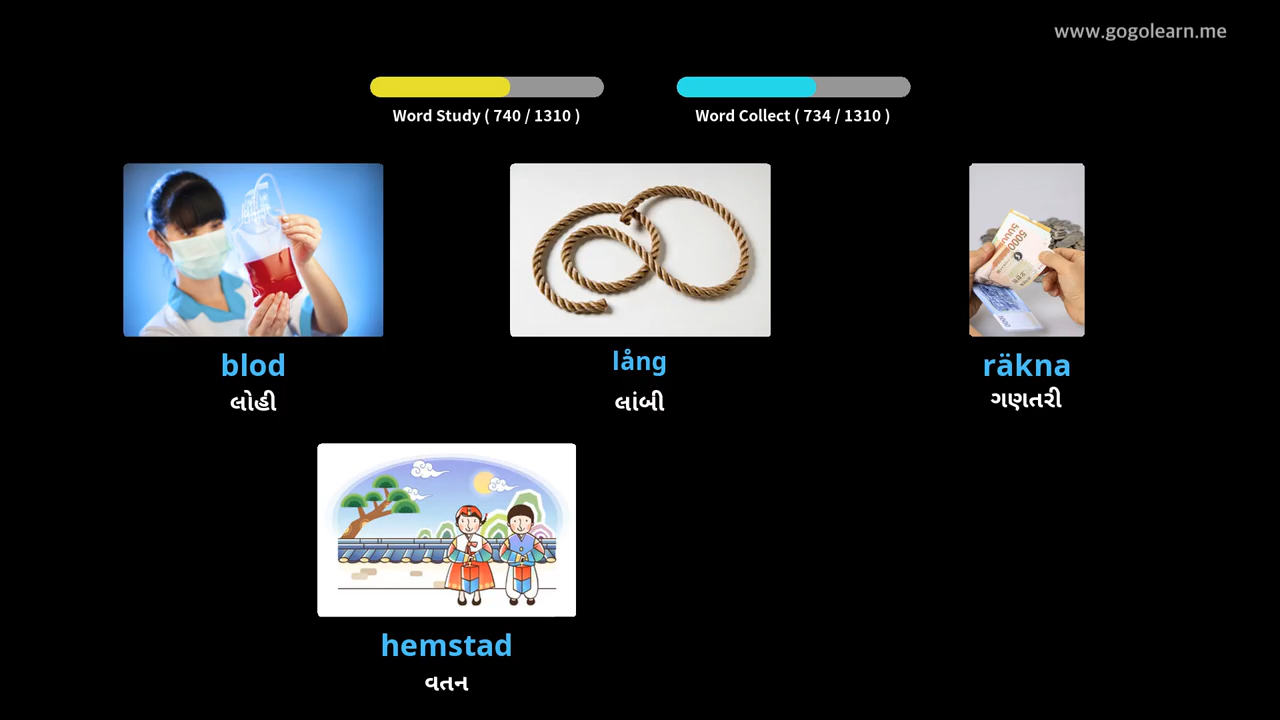 www.gogolearn.me
Word Study ( 740 / 1310 )
Word Collect ( 734 / 1310 )
blod
લોહી
lång
લાંબી
räkna
ગણતરી
hemstad
વતન